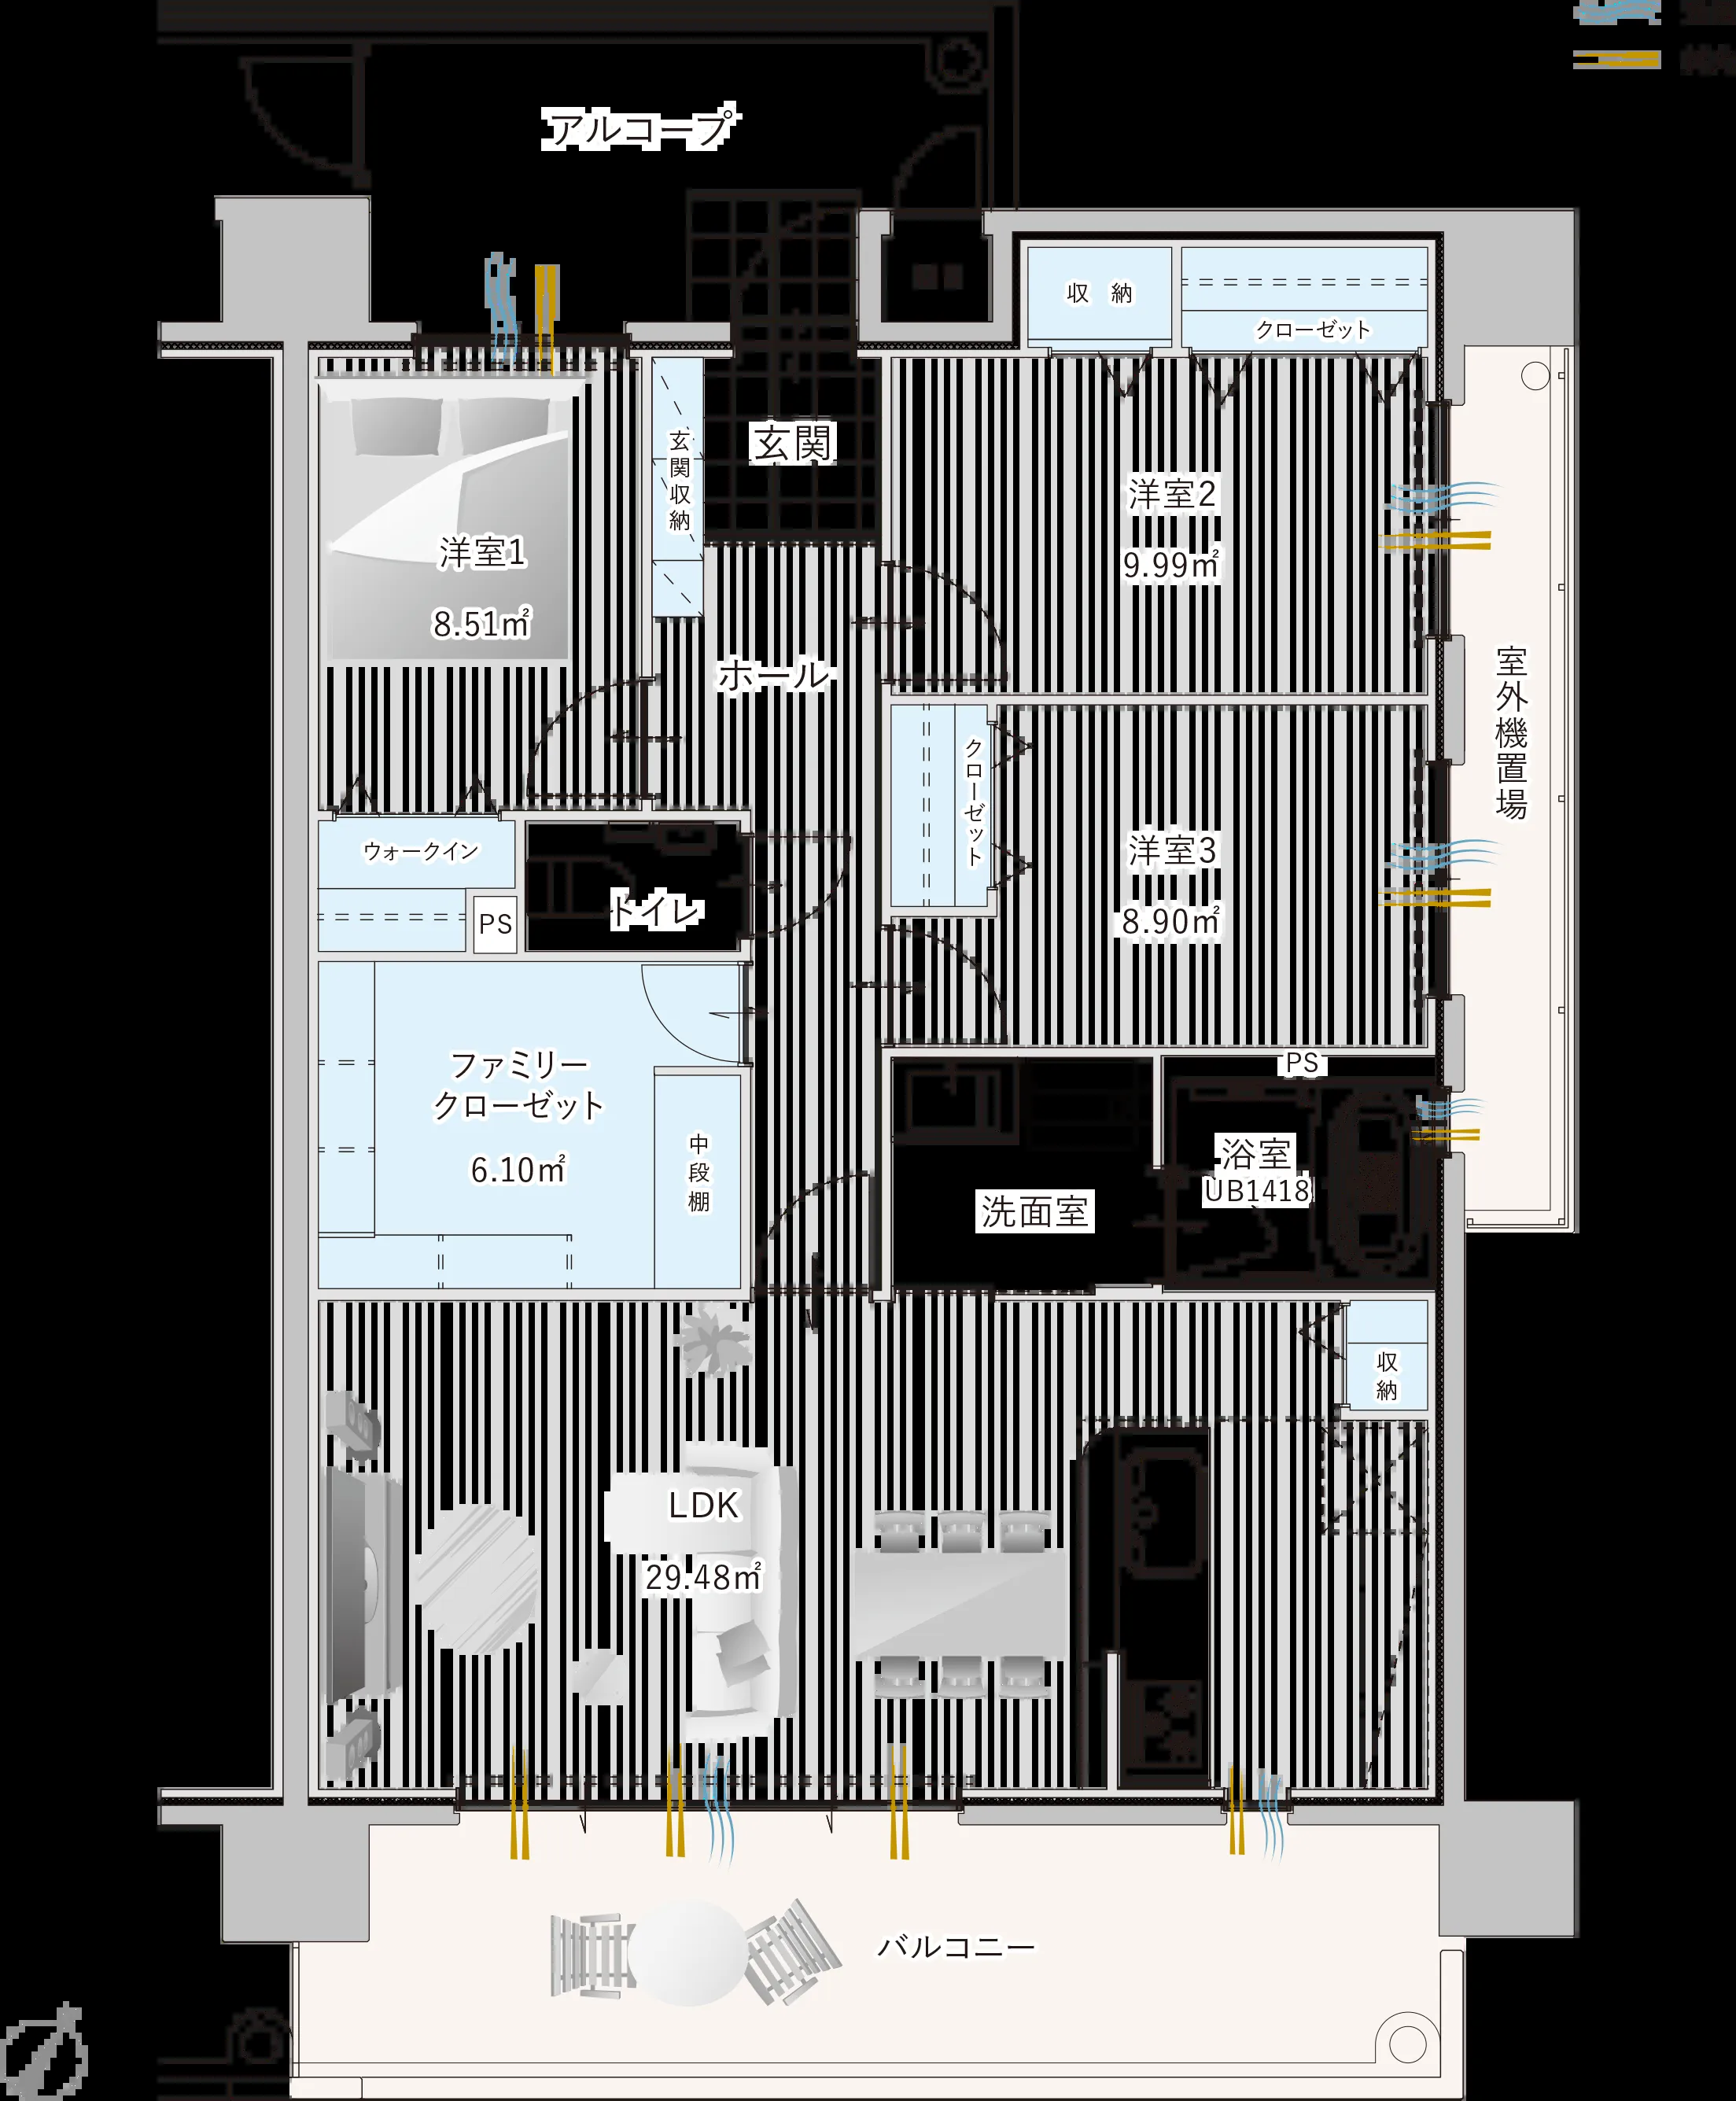 アルコープ
収 納
クローゼット
玄関
玄関収納
洋室1
8.51㎡
洋室2
9.99㎡
ホール
室外機置場
クローゼット
洋室3
8.90㎡
ウォークイン
PS
トイレ
ファミリー
クローゼット
6.10㎡
中段棚
PS
浴室
UB1418
洗面室
収納
LDK
29.48㎡
バルコニー